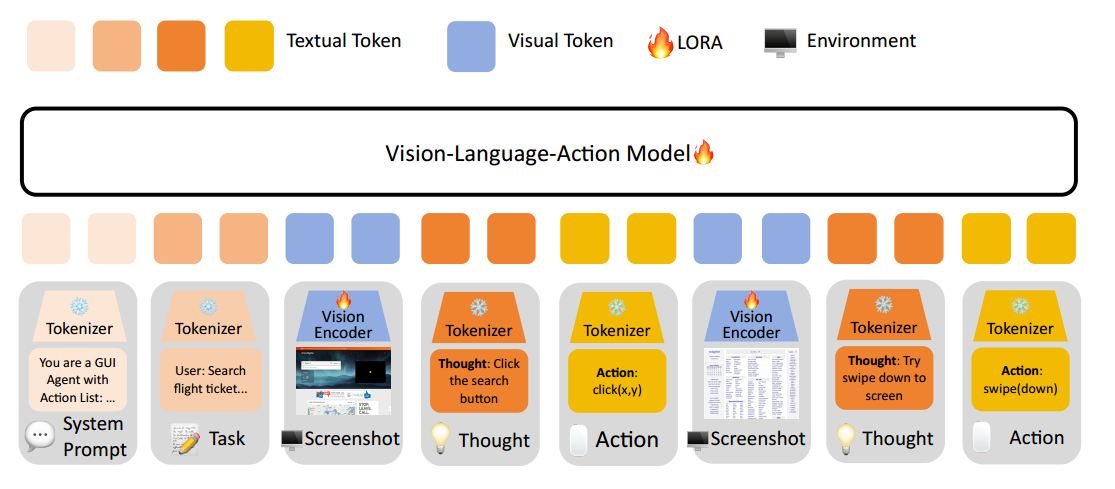 Textual Token
Visual Token
LORA
Environment
Vision-Language-Action Model
Tokenizer
You are a GUI
Agent with
Action List: ...
System
Prompt
Tokenizer
User: Search
flight ticket...
Task
Vision
Encoder
Screenshot
Tokenizer
Thought: Click
the search
button
Thought
Tokenizer
Action:
click(x,y)
Action
Vision
Encoder
Screenshot
Tokenizer
Thought: Try
swipe down to
screen
Thought
Tokenizer
Action:
swipe(down)
Action